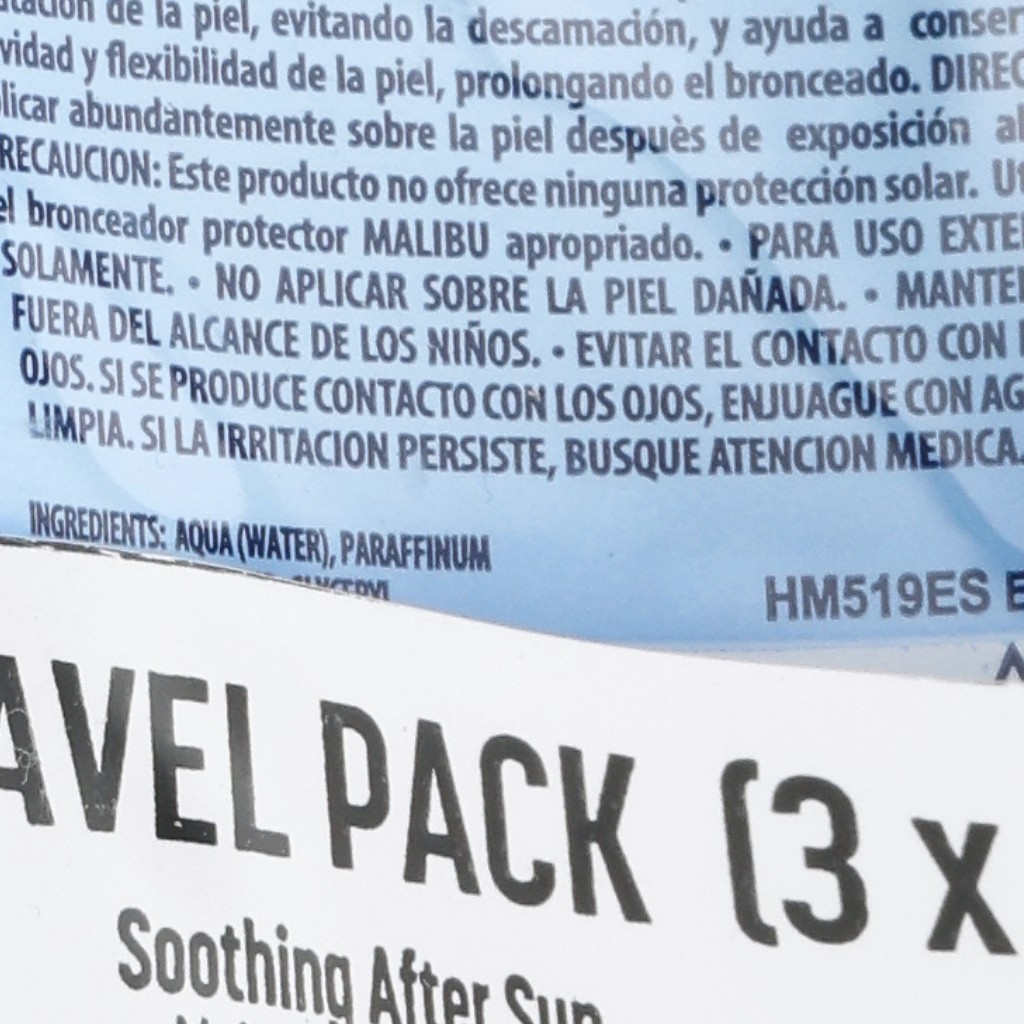 de la piel, evitando la descamación, y ayuda a conser
vidad y flexibilidad de la piel, prolongando el bronceado. DIREC
licar abundàntemente sobre la piel despuès de exposición al
RECAUCION: Este producto no ofrece ninguna protección solar. Ut
el bronceador protector MALIBU apropriado. • PARA USO EXTE
SOLAMENTE. • NO APLICAR SOBRE LA PIEL DAÑADA. • MANTE
FUERA DEL ALCANCE DE LOS NIÑOS. • EVITAR EL CONTACTO CON
OJOS. SI SE PRODUCE CONTACTO CON LOS OJOS, ENJUAGUE CON AG
LIMPIA. SI LA IRRITACION PERSISTE, BUSQUE ATENCION MEDICA.
INGREDIENTS: AQUA (WATER), PARAFFINUM
GLYCERYL
HM519ES
AVEL PACK (3 x
Soothing After Sun